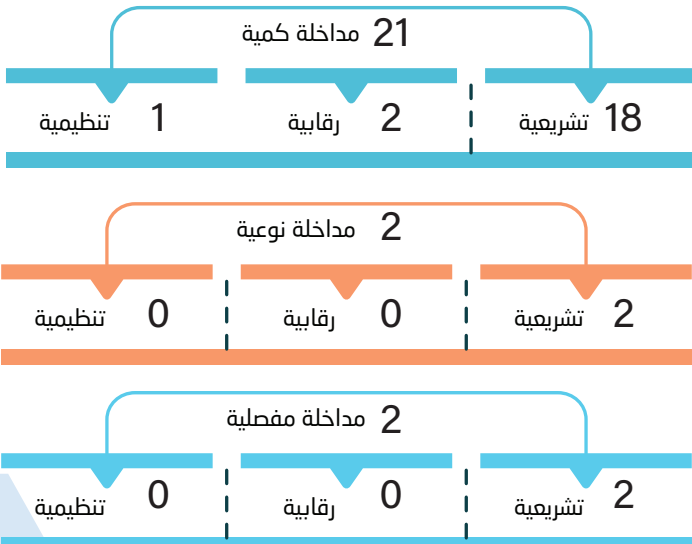 21 مداخلة كمية
18 تشريعية 2 رقابية 1 تنظيمية
2 مداخلة نوعية
2 تشريعية 0 رقابية 0 تنظيمية
2 مداخلة مفصلية
2 تشريعية 0 رقابية 0 تنظيمية